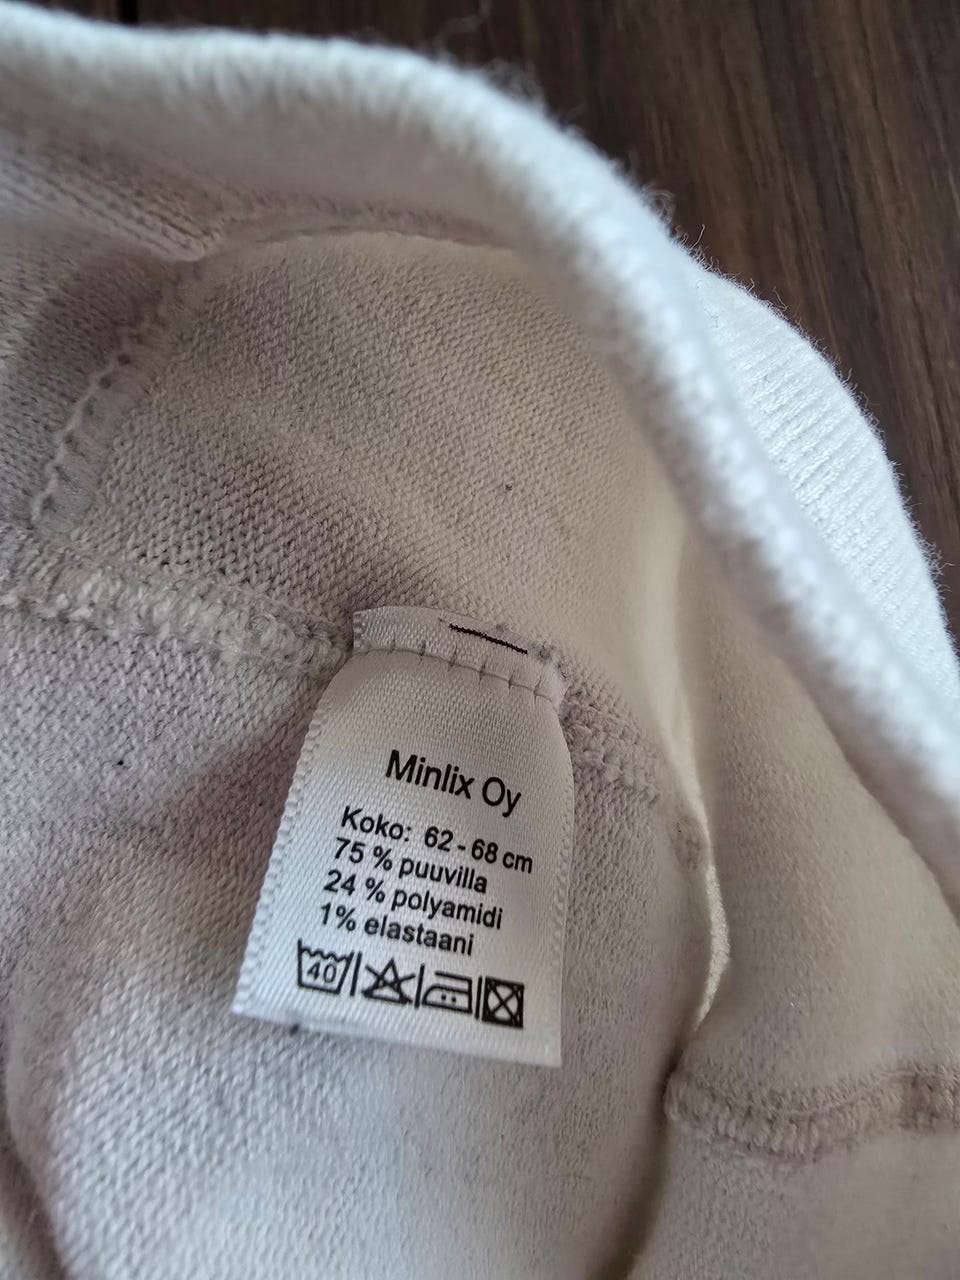 Minlix Oy
Koko: 62-68 cm
75 % puuvilla
24 % polyamidi
1% elastaani
40